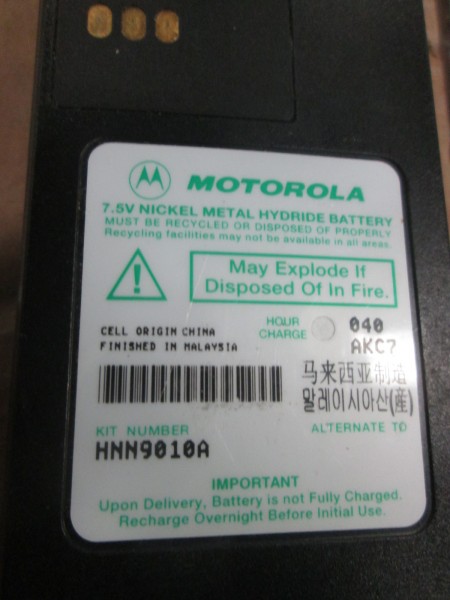 MOTOROLA
7.5V NICKEL METAL HYDRIDE BATTERY
MUST BE RECYCLED OR DISPOSED OF PROPERLY
Recycling facilities may not be available in all areas.
May Explode If
Disposed Of In Fire.
CELL ORIGIN CHINA
FINISHED IN MALAYSIA
HOUR
CHARGE
040
AKC7
马来西亚制造
말레이시아산(産)
KIT NUMBER
ALTERNATE TO
HNN9010A
IMPORTANT
Upon Delivery, Battery is not Fully Charged.
Recharge Overnight Before Initial Use.